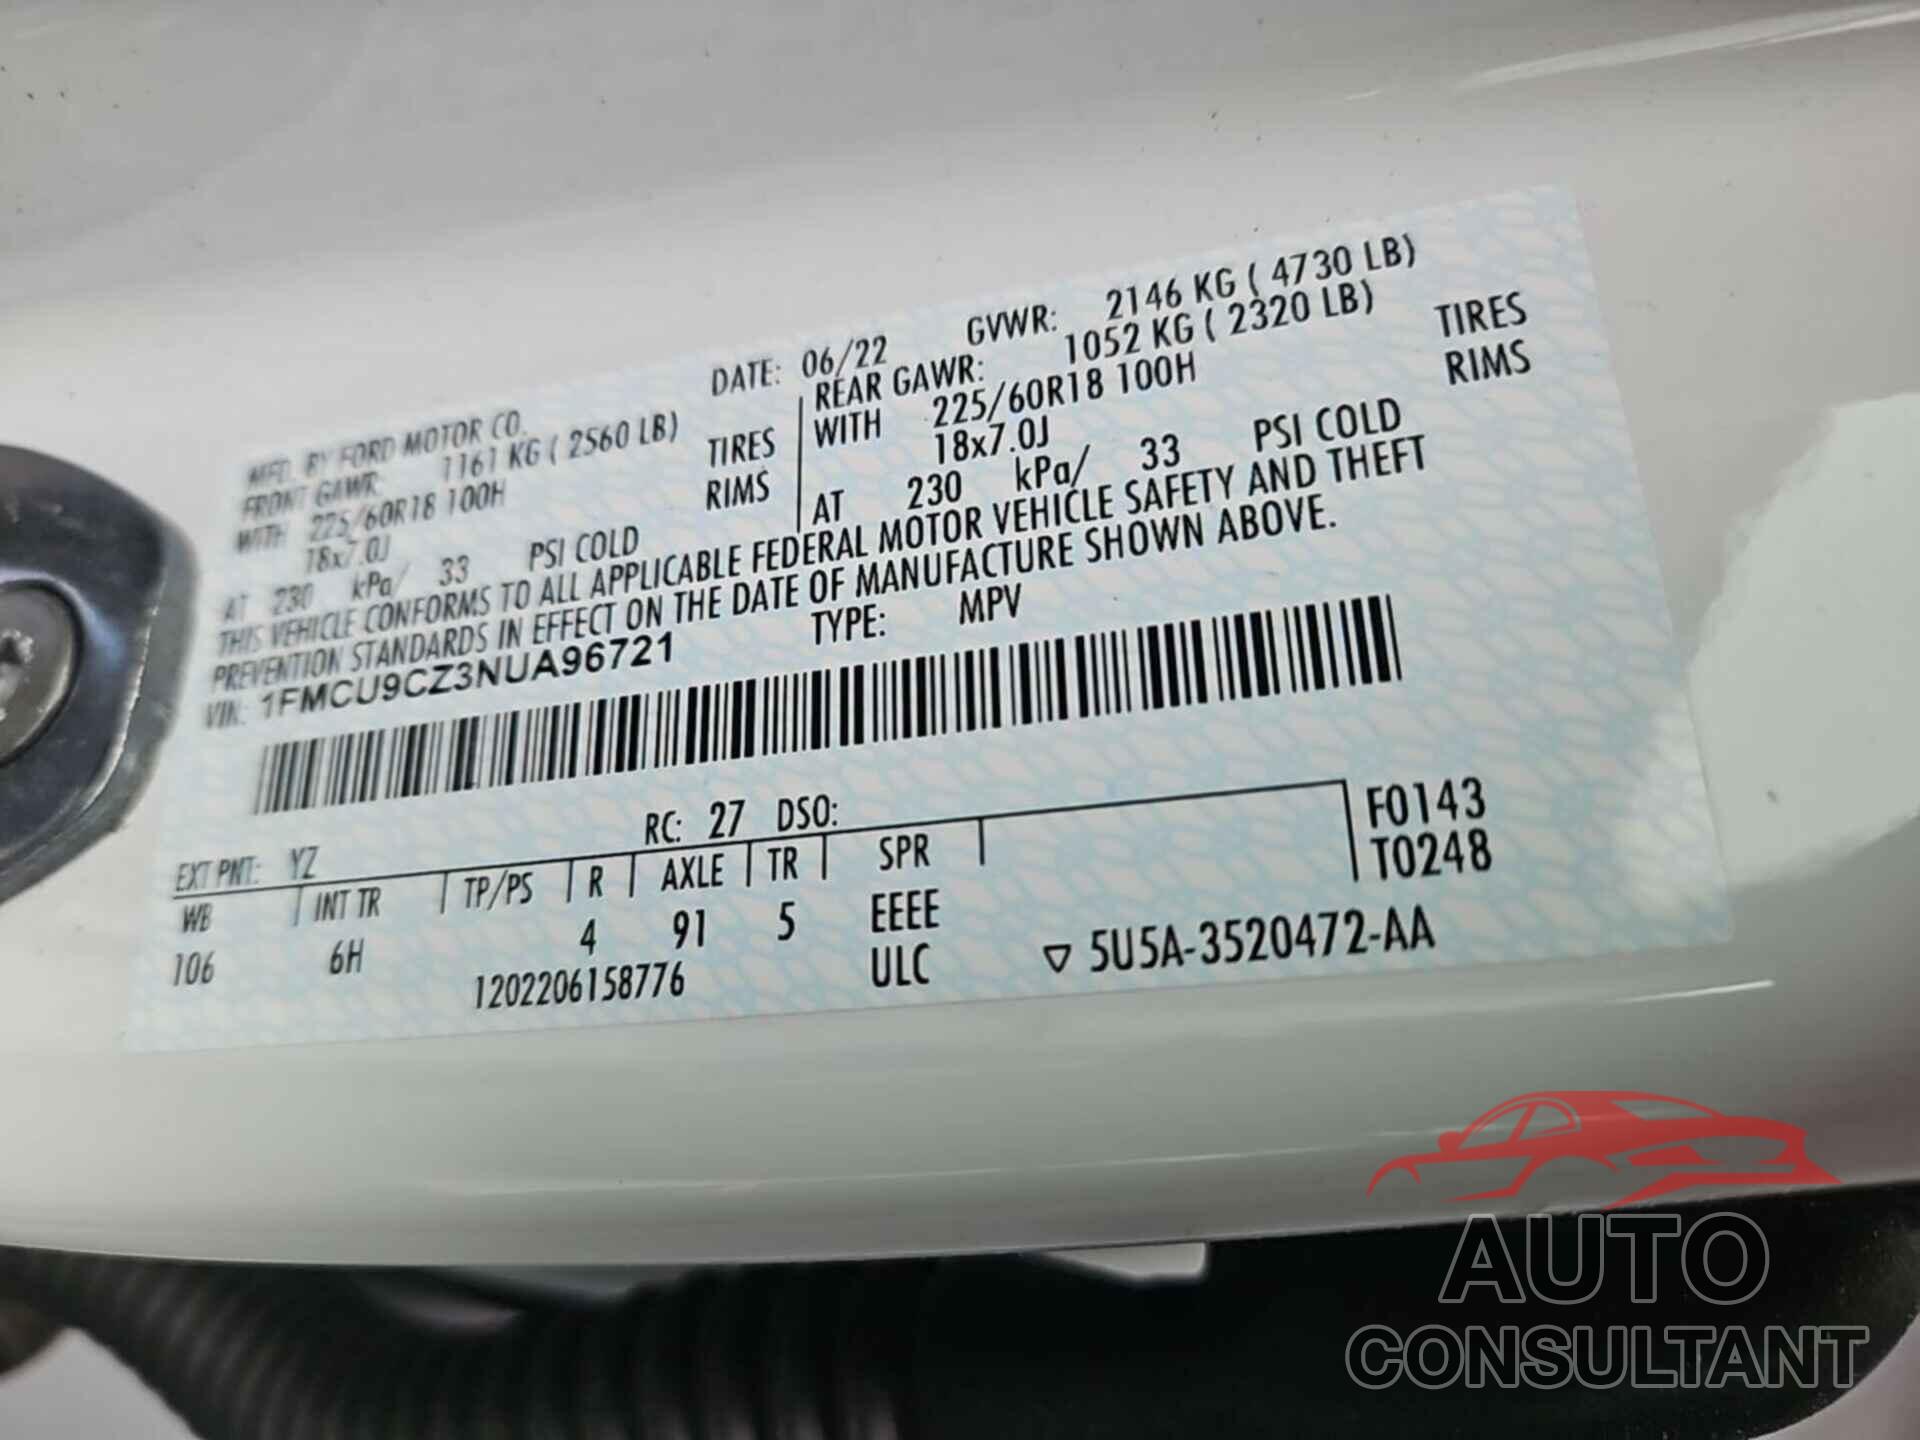 MFD. BY FORD MOTOR CO. DATE: 06/22 GVWR: 2146 KG ( 4730 LB)
FRONT GAWR: 1161 KG ( 2560 LB) REAR GAWR: 1052 KG ( 2320 LB)
WITH 225/60R18 100H TIRES WITH 225/60R18 100H TIRES
18x7.0J RIMS 18x7.0J RIMS
AT 230 kPa/ 33 PSI COLD AT 230 kPa/ 33 PSI COLD
THIS VEHICLE CONFORMS TO ALL APPLICABLE FEDERAL MOTOR VEHICLE SAFETY AND THEFT
PREVENTION STANDARDS IN EFFECT ON THE DATE OF MANUFACTURE SHOWN ABOVE.
VIN: 1FMCU9CZ3NUA96721 TYPE: MPV
EXT PNT: YZ RC: 27 DSO: F0143
WB INT TR TP/PS R AXLE TR SPR T0248
106 6H 4 91 5 EEEE
1202206158776 ULC ▽ 5U5A-3520472-AA
AUTO
CONSULTANT